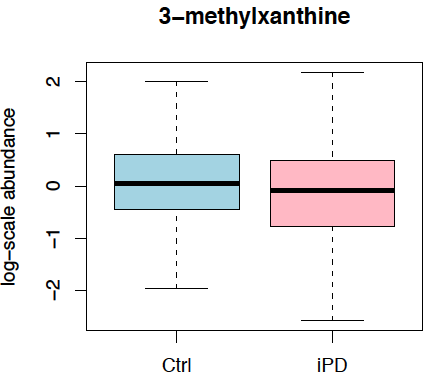 3−methylxanthine
log−scale abundance
2
1
0
−1
−2
Ctrl
iPD